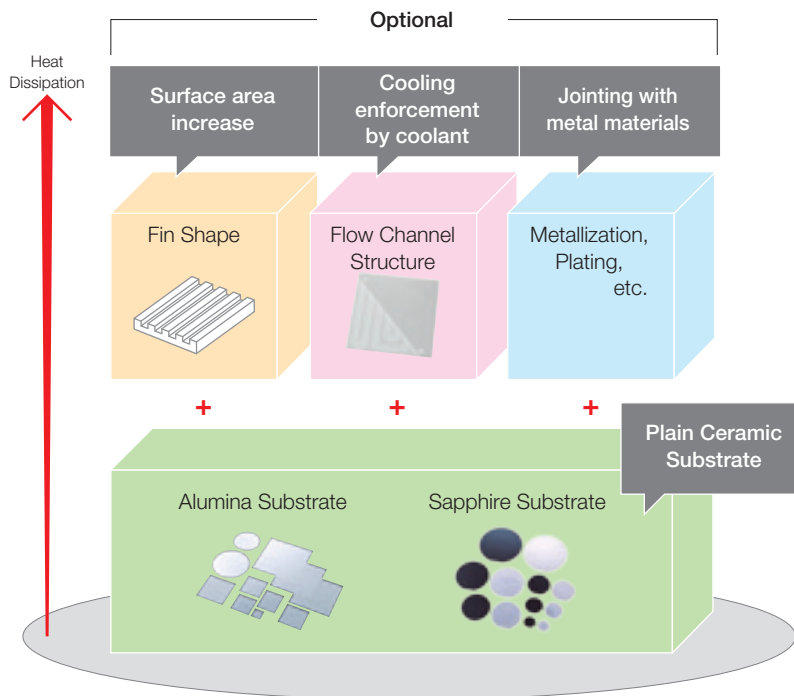 Optional
Heat
Dissipation
Surface area
increase
Cooling
enforcement
by coolant
Jointing with
metal materials
Fin Shape
Flow Channel
Structure
Metallization,
Plating,
etc.
+
+
+
Plain Ceramic
Substrate
Alumina Substrate
Sapphire Substrate